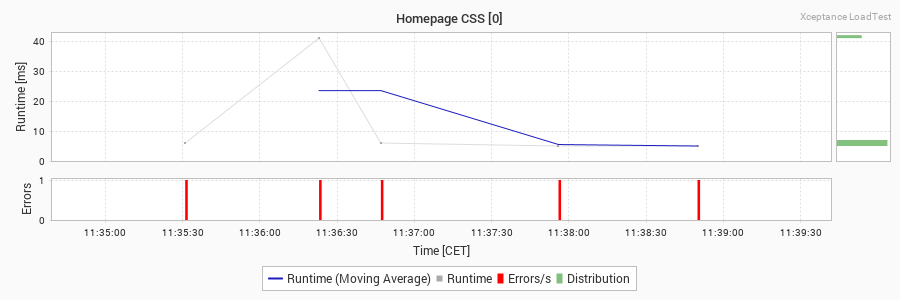 Homepage CSS [0]
Xceptance LoadTest
Runtime [ms]
40
30
20
10
0
Errors
1
0
11:35:00 11:35:30 11:36:00 11:36:30 11:37:00 11:37:30 11:38:00 11:38:30 11:39:00 11:39:30
Time [CET]
Runtime (Moving Average) Runtime Errors/s Distribution